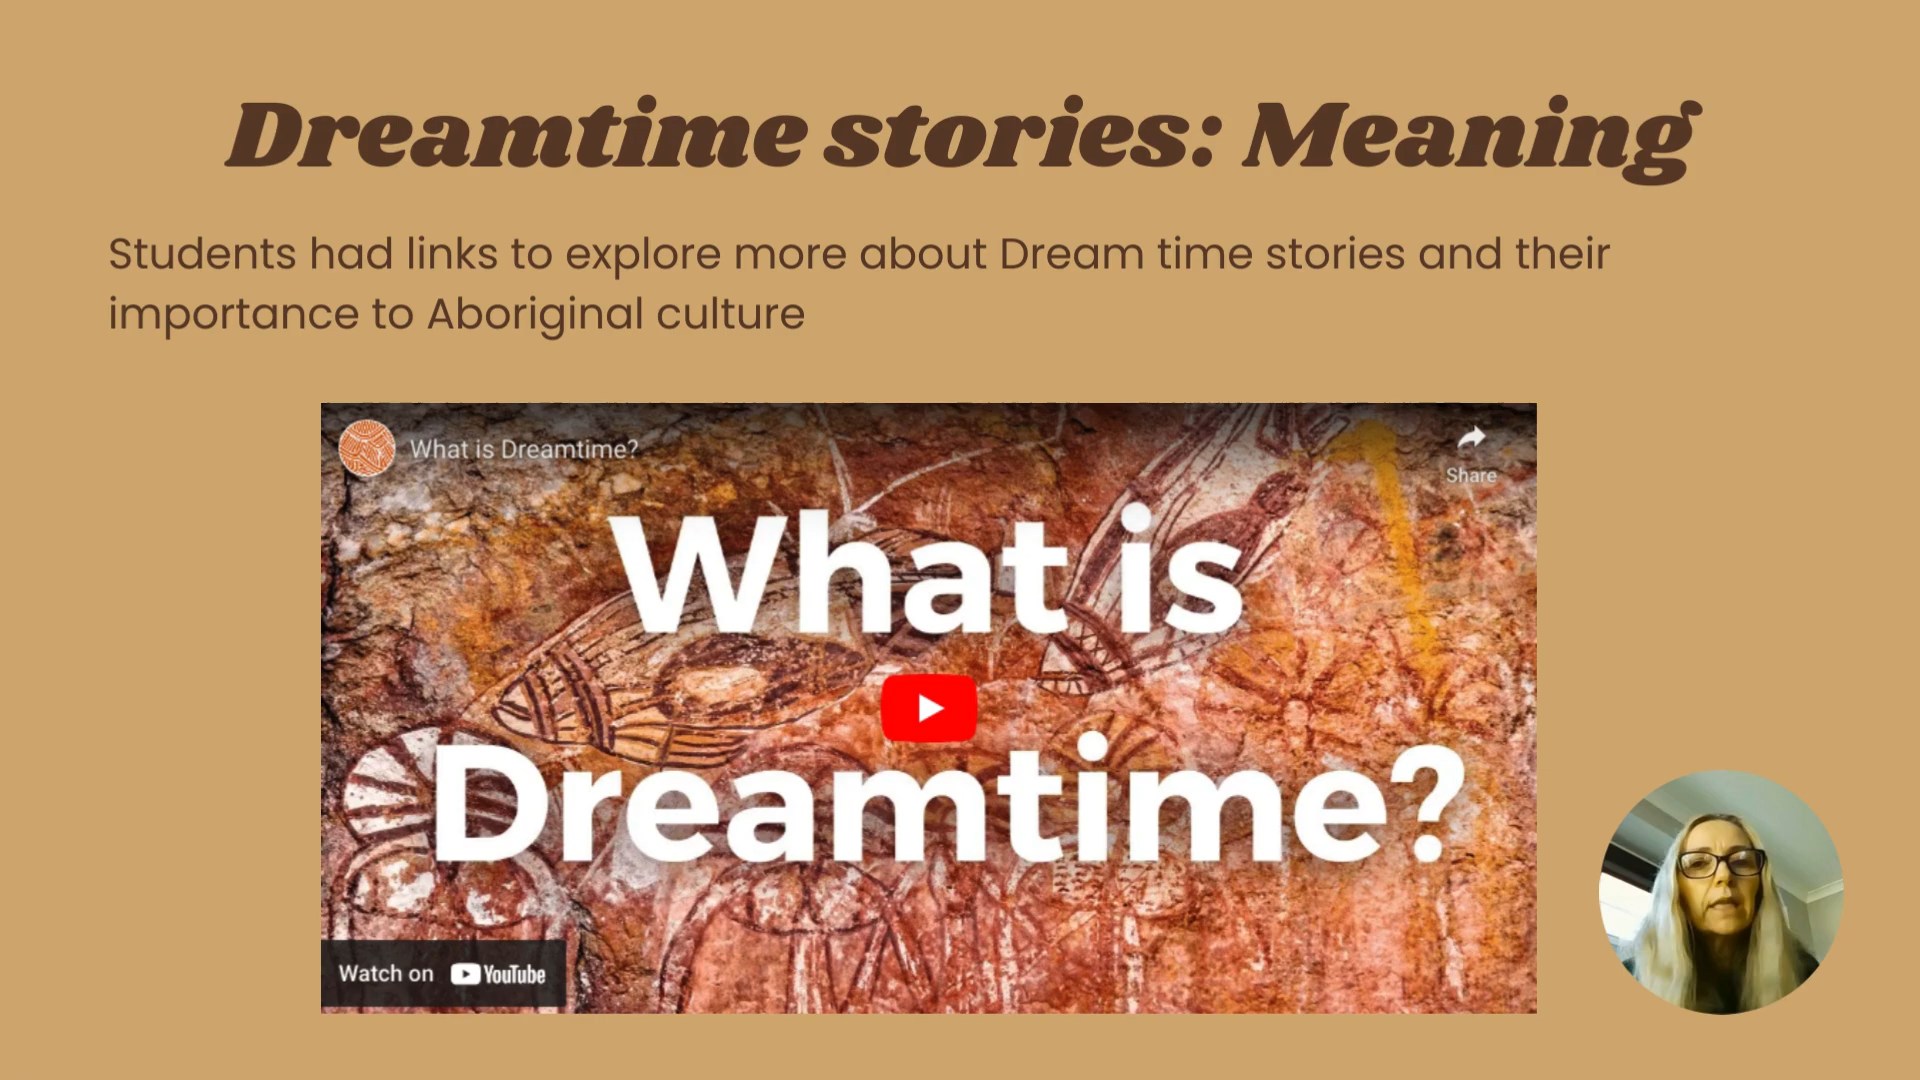 Dreamtime stories: Meaning
Students had links to explore more about Dream time stories and their
importance to Aboriginal culture
What is Dreamtime?
Share
What is
Dreamtime?
Watch on YouTube